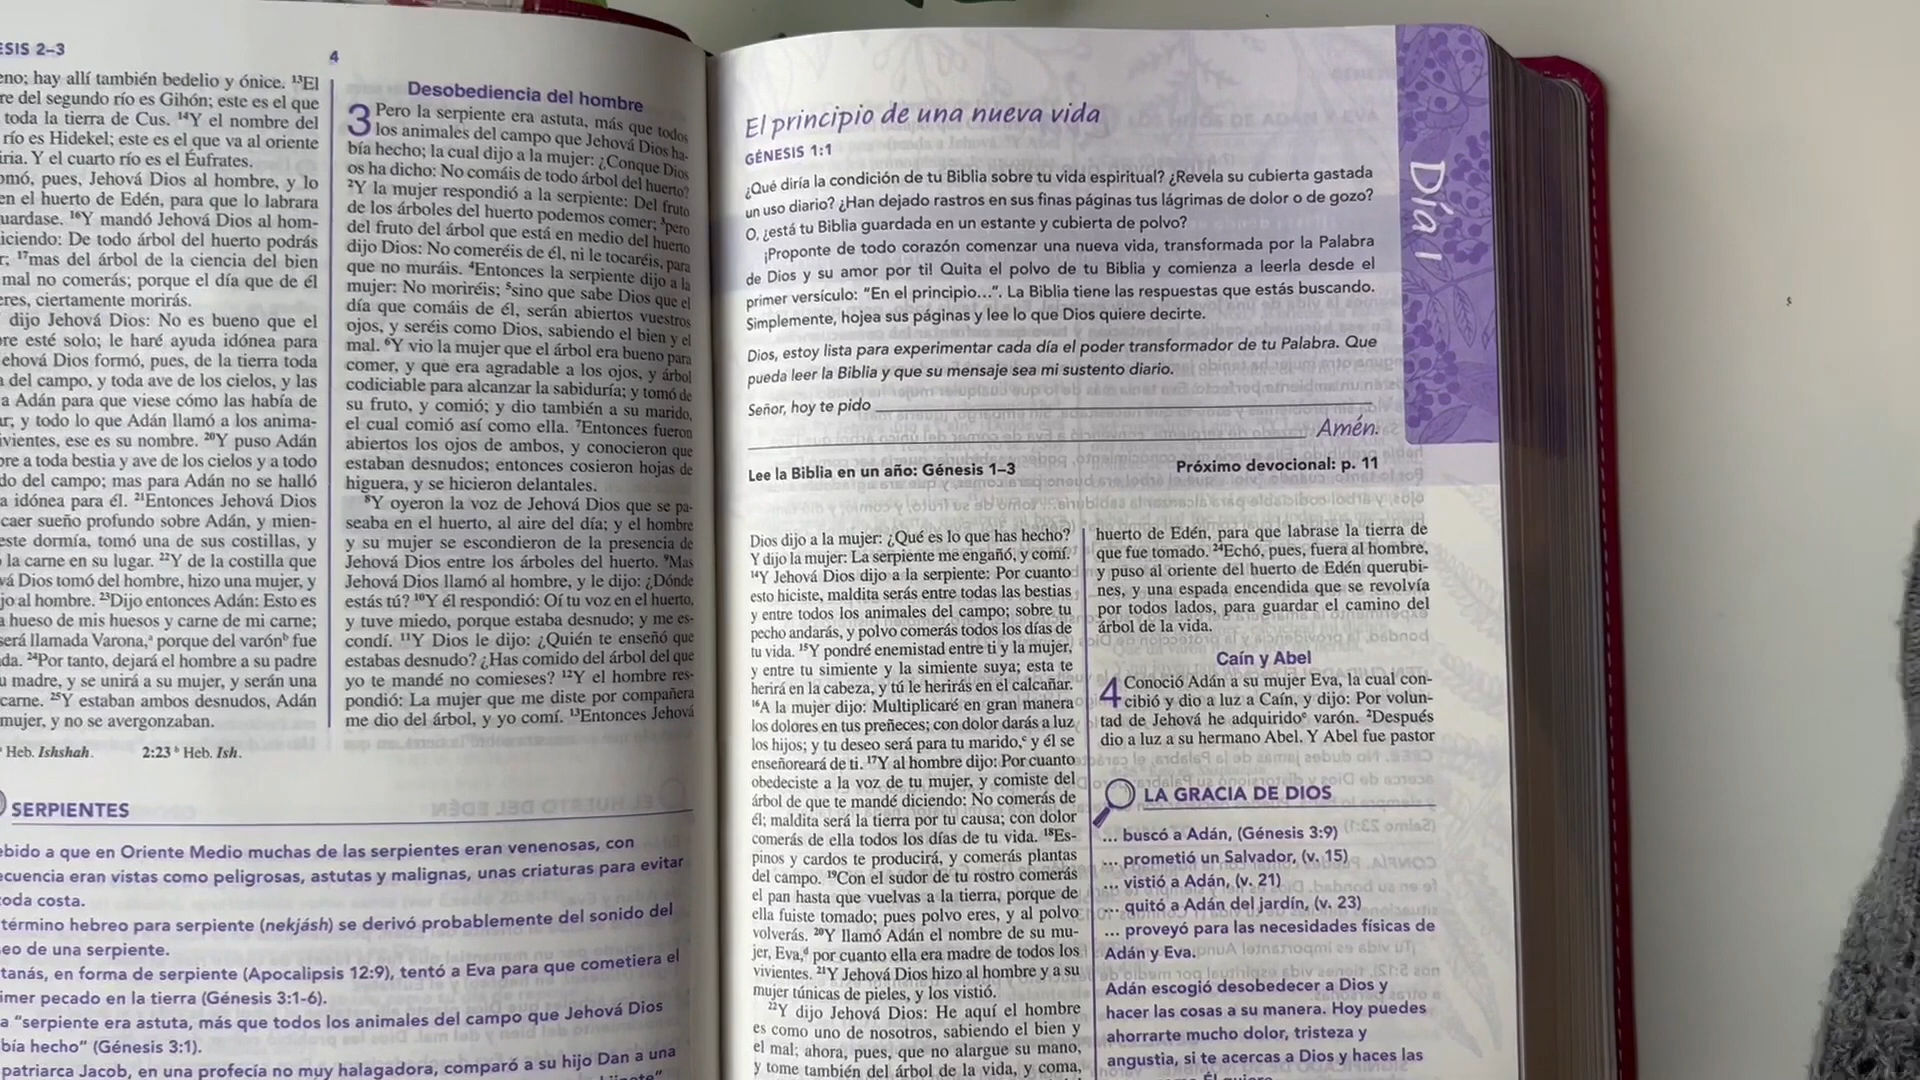 ESIS 2–3
4
eno; hay allí también bedelio y ónice. ¹³El
re del segundo río es Gihón; este es el que
toda la tierra de Cus. ¹⁴Y el nombre del
río es Hidekel; este es el que va al oriente
iria. Y el cuarto río es el Éufrates.
omó, pues, Jehová Dios al hombre, y lo
en el huerto de Edén, para que lo labrara
uardase. ¹⁶Y mandó Jehová Dios al hom-
iciendo: De todo árbol del huerto podrás
r; ¹⁷mas del árbol de la ciencia del bien
mal no comerás; porque el día que de él
eres, ciertamente morirás.
dijo Jehová Dios: No es bueno que el
re esté solo; le haré ayuda idónea para
ehová Dios formó, pues, de la tierra toda
a del campo, y toda ave de los cielos, y las
a Adán para que viese cómo las había de
ar; y todo lo que Adán llamó a los anima-
ivientes, ese es su nombre. ²⁰Y puso Adán
bre a toda bestia y ave de los cielos y a todo
do del campo; mas para Adán no se halló
a idónea para él. ²¹Entonces Jehová Dios
caer sueño profundo sobre Adán, y mien-
este dormía, tomó una de sus costillas, y
la carne en su lugar. ²²Y de la costilla que
vá Dios tomó del hombre, hizo una mujer, y
jo al hombre. ²³Dijo entonces Adán: Esto es
a hueso de mis huesos y carne de mi carne;
será llamada Varona,ᵃ porque del varónᵇ fue
da. ²⁴Por tanto, dejará el hombre a su padre
u madre, y se unirá a su mujer, y serán una
carne. ²⁵Y estaban ambos desnudos, Adán
mujer, y no se avergonzaban.
Desobediencia del hombre
3 Pero la serpiente era astuta, más que todos
los animales del campo que Jehová Dios ha-
bía hecho; la cual dijo a la mujer: ¿Conque Dios
os ha dicho: No comáis de todo árbol del huerto?
²Y la mujer respondió a la serpiente: Del fruto
de los árboles del huerto podemos comer; ³pero
del fruto del árbol que está en medio del huerto
dijo Dios: No comeréis de él, ni le tocaréis, para
que no muráis. ⁴Entonces la serpiente dijo a la
mujer: No moriréis; ⁵sino que sabe Dios que el
día que comáis de él, serán abiertos vuestros
ojos, y seréis como Dios, sabiendo el bien y el
mal. ⁶Y vio la mujer que el árbol era bueno para
comer, y que era agradable a los ojos, y árbol
codiciable para alcanzar la sabiduría; y tomó de
su fruto, y comió; y dio también a su marido,
el cual comió así como ella. ⁷Entonces fueron
abiertos los ojos de ambos, y conocieron que
estaban desnudos; entonces cosieron hojas de
higuera, y se hicieron delantales.
⁸Y oyeron la voz de Jehová Dios que se pa-
seaba en el huerto, al aire del día; y el hombre
y su mujer se escondieron de la presencia de
Jehová Dios entre los árboles del huerto. ⁹Mas
Jehová Dios llamó al hombre, y le dijo: ¿Dónde
estás tú? ¹⁰Y él respondió: Oí tu voz en el huerto,
y tuve miedo, porque estaba desnudo; y me es-
condí. ¹¹Y Dios le dijo: ¿Quién te enseñó que
estabas desnudo? ¿Has comido del árbol del que
yo te mandé no comieses? ¹²Y el hombre res-
pondió: La mujer que me diste por compañera
me dio del árbol, y yo comí. ¹³Entonces Jehová
ᵃ Heb. Ishshah. 2:23 ᵇ Heb. Ish.
SERPIENTES
ebido a que en Oriente Medio muchas de las serpientes eran venenosas, con
ecuencia eran vistas como peligrosas, astutas y malignas, unas criaturas para evitar
toda costa.
término hebreo para serpiente (nekjásh) se derivó probablemente del sonido del
seo de una serpiente.
tanás, en forma de serpiente (Apocalipsis 12:9), tentó a Eva para que cometiera el
imer pecado en la tierra (Génesis 3:1-6).
a “serpiente era astuta, más que todos los animales del campo que Jehová Dios
bía hecho” (Génesis 3:1).
patriarca Jacob, en una profecía no muy halagadora, comparó a su hijo Dan a una
El principio de una nueva vida
GÉNESIS 1:1
¿Qué diría la condición de tu Biblia sobre tu vida espiritual? ¿Revela su cubierta gastada
un uso diario? ¿Han dejado rastros en sus finas páginas tus lágrimas de dolor o de gozo?
O, ¿está tu Biblia guardada en un estante y cubierta de polvo?
¡Proponte de todo corazón comenzar una nueva vida, transformada por la Palabra
de Dios y su amor por ti! Quita el polvo de tu Biblia y comienza a leerla desde el
primer versículo: “En el principio…”. La Biblia tiene las respuestas que estás buscando.
Simplemente, hojea sus páginas y lee lo que Dios quiere decirte.
Dios, estoy lista para experimentar cada día el poder transformador de tu Palabra. Que
pueda leer la Biblia y que su mensaje sea mi sustento diario.
Señor, hoy te pido
Amén.
Lee la Biblia en un año: Génesis 1–3 Próximo devocional: p. 11
Día 1
Dios dijo a la mujer: ¿Qué es lo que has hecho?
Y dijo la mujer: La serpiente me engañó, y comí.
¹⁴Y Jehová Dios dijo a la serpiente: Por cuanto
esto hiciste, maldita serás entre todas las bestias
y entre todos los animales del campo; sobre tu
pecho andarás, y polvo comerás todos los días de
tu vida. ¹⁵Y pondré enemistad entre ti y la mujer,
y entre tu simiente y la simiente suya; esta te
herirá en la cabeza, y tú le herirás en el calcañar.
¹⁶A la mujer dijo: Multiplicaré en gran manera
los dolores en tus preñeces; con dolor darás a luz
los hijos; y tu deseo será para tu marido,ᶜ y él se
enseñoreará de ti. ¹⁷Y al hombre dijo: Por cuanto
obedeciste a la voz de tu mujer, y comiste del
árbol de que te mandé diciendo: No comerás de
él; maldita será la tierra por tu causa; con dolor
comerás de ella todos los días de tu vida. ¹⁸Es-
pinos y cardos te producirá, y comerás plantas
del campo. ¹⁹Con el sudor de tu rostro comerás
el pan hasta que vuelvas a la tierra, porque de
ella fuiste tomado; pues polvo eres, y al polvo
volverás. ²⁰Y llamó Adán el nombre de su mu-
jer, Eva,ᵈ por cuanto ella era madre de todos los
vivientes. ²¹Y Jehová Dios hizo al hombre y a su
mujer túnicas de pieles, y los vistió.
²²Y dijo Jehová Dios: He aquí el hombre
es como uno de nosotros, sabiendo el bien y
el mal; ahora, pues, que no alargue su mano,
y tome también del árbol de la vida, y coma,
huerto de Edén, para que labrase la tierra de
que fue tomado. ²⁴Echó, pues, fuera al hombre,
y puso al oriente del huerto de Edén querubi-
nes, y una espada encendida que se revolvía
por todos lados, para guardar el camino del
árbol de la vida.
Caín y Abel
4 Conoció Adán a su mujer Eva, la cual con-
cibió y dio a luz a Caín, y dijo: Por volun-
tad de Jehová he adquiridoᵉ varón. ²Después
dio a luz a su hermano Abel. Y Abel fue pastor
LA GRACIA DE DIOS
... buscó a Adán, (Génesis 3:9)
... prometió un Salvador, (v. 15)
... vistió a Adán, (v. 21)
... quitó a Adán del jardín, (v. 23)
... proveyó para las necesidades físicas de
Adán y Eva.
Adán escogió desobedecer a Dios y
hacer las cosas a su manera. Hoy puedes
ahorrarte mucho dolor, tristeza y
angustia, si te acercas a Dios y haces las